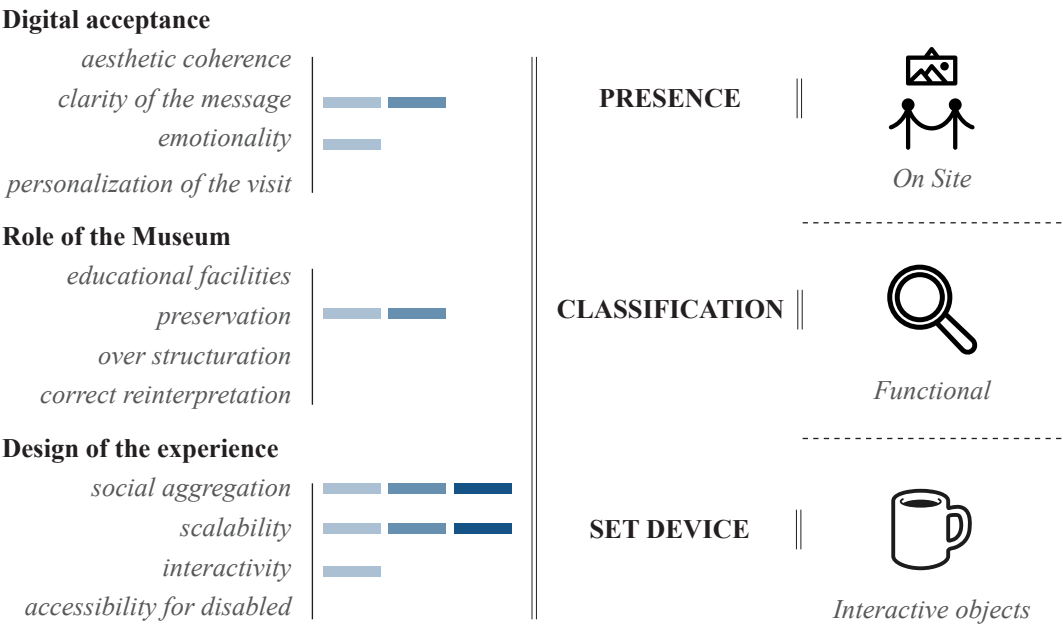 Digital acceptance
aesthetic coherence
clarity of the message
emotionality
personalization of the visit
Role of the Museum
educational facilities
preservation
over structuration
correct reinterpretation
Design of the experience
social aggregation
scalability
interactivity
accessibility for disabled
PRESENCE
On Site
CLASSIFICATION
Functional
SET DEVICE
Interactive objects